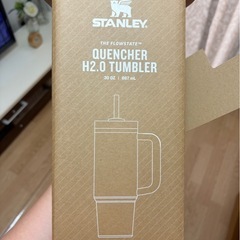 STANLEY
THE FLOWSTATE™
QUENCHER
H2.0 TUMBLER
30 OZ | 887 mL